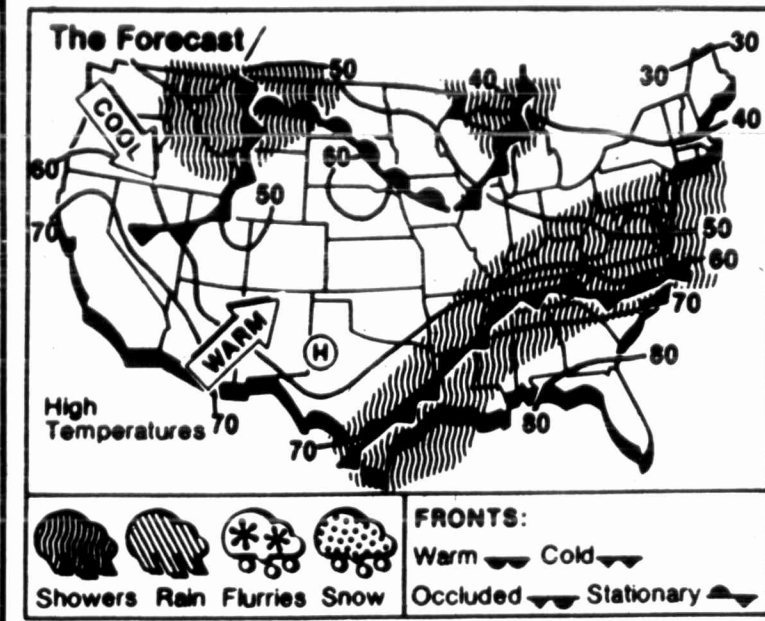 The Forecast
30
50
40
30
COOL
40
60
60
50
70
50
60
70
WARM
H
80
High
Temperatures 70
70
80
FRONTS:
Warm Cold
Showers Rain Flurries Snow
Occluded Stationary